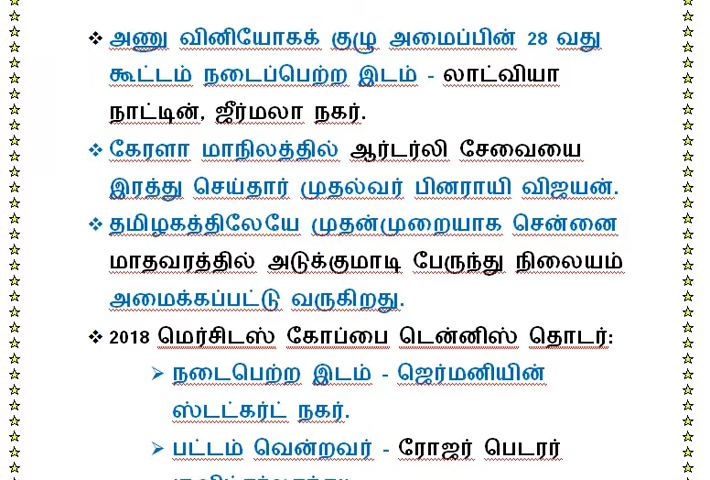 ❖ அணு வினியோகக் குழு அமைப்பின் 28 வது
கூட்டம் நடைப்பெற்ற இடம் - லாட்வியா
நாட்டின், ஜீர்மலா நகர்.
❖ கேரளா மாநிலத்தில் ஆர்டர்லி சேவையை
இரத்து செய்தார் முதல்வர் பினராயி விஜயன்.
❖ தமிழகத்திலேயே முதன்முறையாக சென்னை
மாதவரத்தில் அடுக்குமாடி பேருந்து நிலையம்
அமைக்கப்பட்டு வருகிறது.
❖ 2018 மெர்சிடஸ் கோப்பை டென்னிஸ் தொடர்:
➢ நடைபெற்ற இடம் - ஜெர்மனியின்
ஸ்டட்கர்ட் நகர்.
➢ பட்டம் வென்றவர் - ரோஜர் பெடரர்